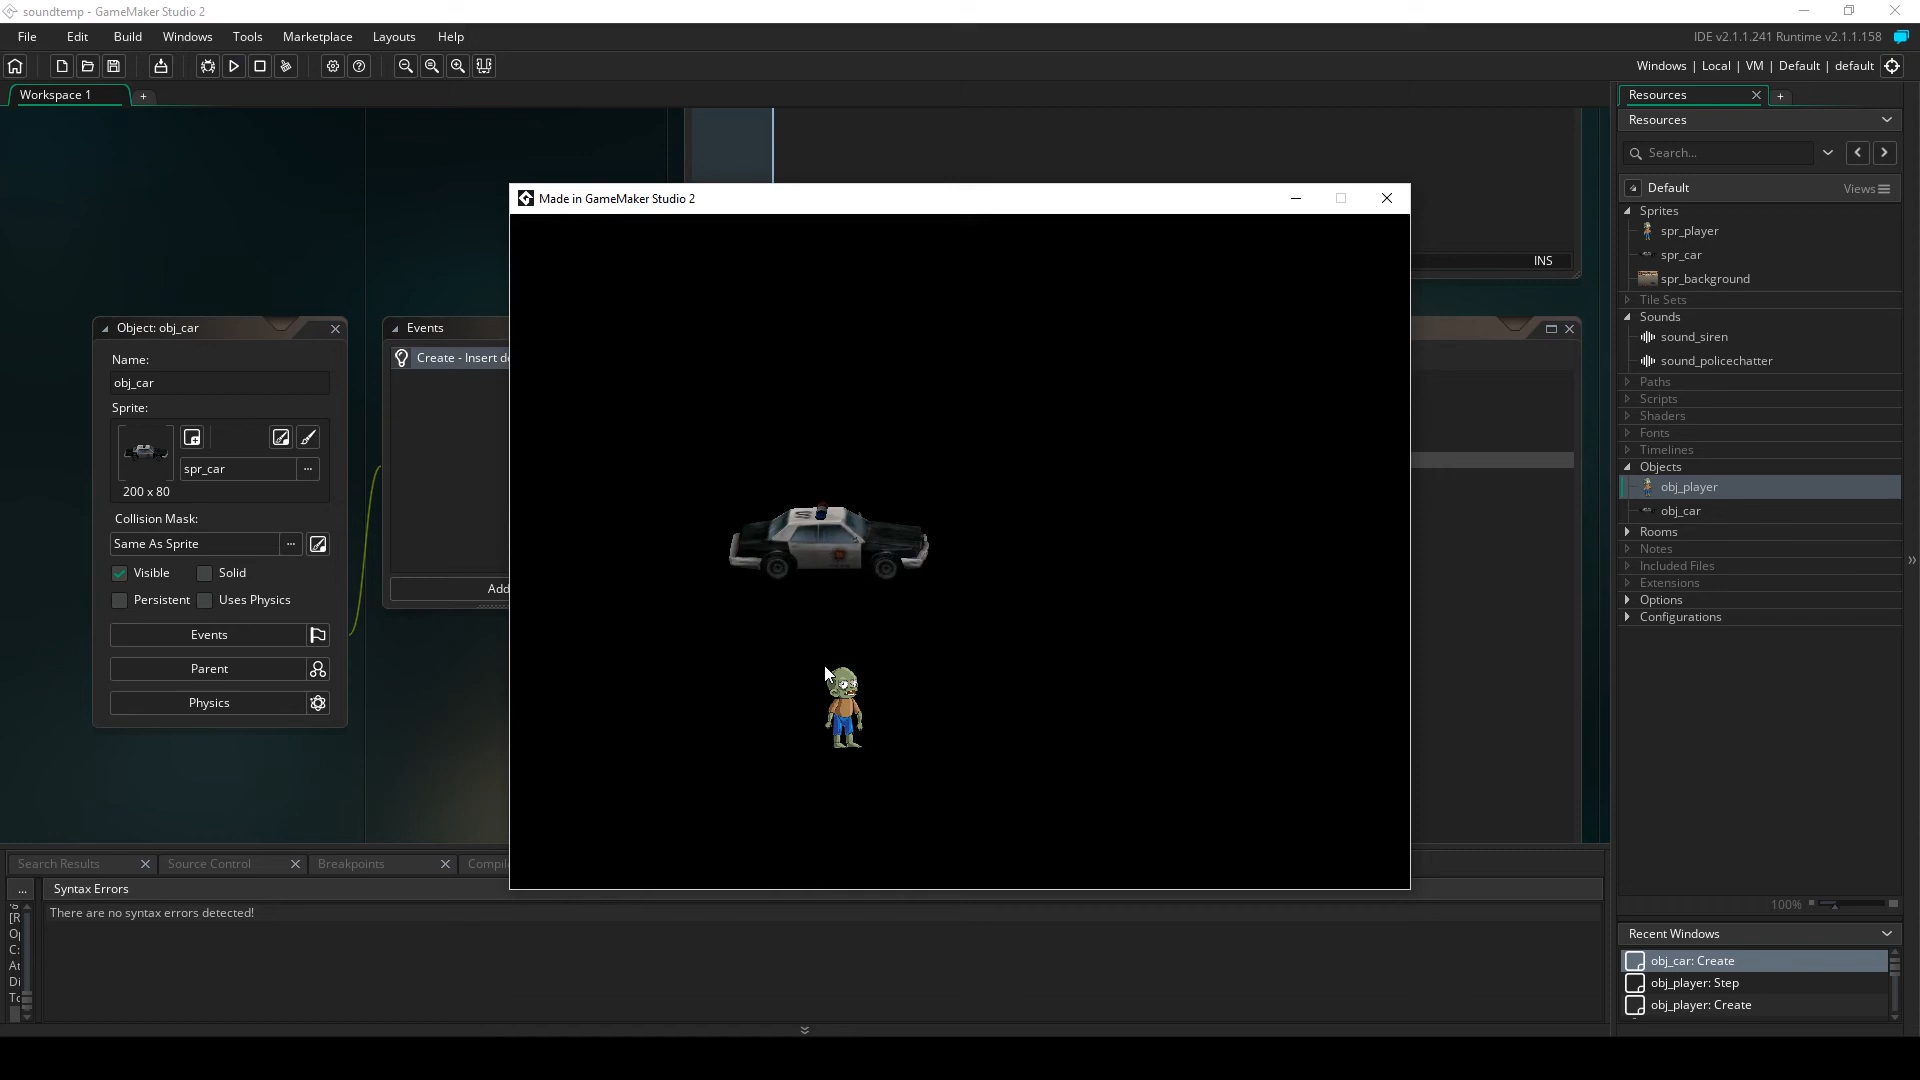 soundtemp - GameMaker Studio 2
File Edit Build Windows Tools Marketplace Layouts Help
IDE v2.1.1.241 Runtime v2.1.1.158
Windows | Local | VM | Default | default
Workspace 1
Resources
Resources
Search...
Default
Views
Sprites
spr_player
spr_car
spr_background
Tile Sets
Sounds
sound_siren
sound_policechatter
Paths
Scripts
Shaders
Fonts
Timelines
Objects
obj_player
obj_car
Rooms
Notes
Included Files
Extensions
Options
Configurations
100%
Recent Windows
obj_car: Create
obj_player: Step
obj_player: Create
Made in GameMaker Studio 2
INS
Object: obj_car
Name:
obj_car
Sprite:
spr_car
200 x 80
Collision Mask:
Same As Sprite
Visible
Solid
Persistent
Uses Physics
Events
Parent
Physics
Events
Create - Insert de
Add
Search Results
Source Control
Breakpoints
Compile
...
Syntax Errors
There are no syntax errors detected!
[R
Op
C:
At
Di